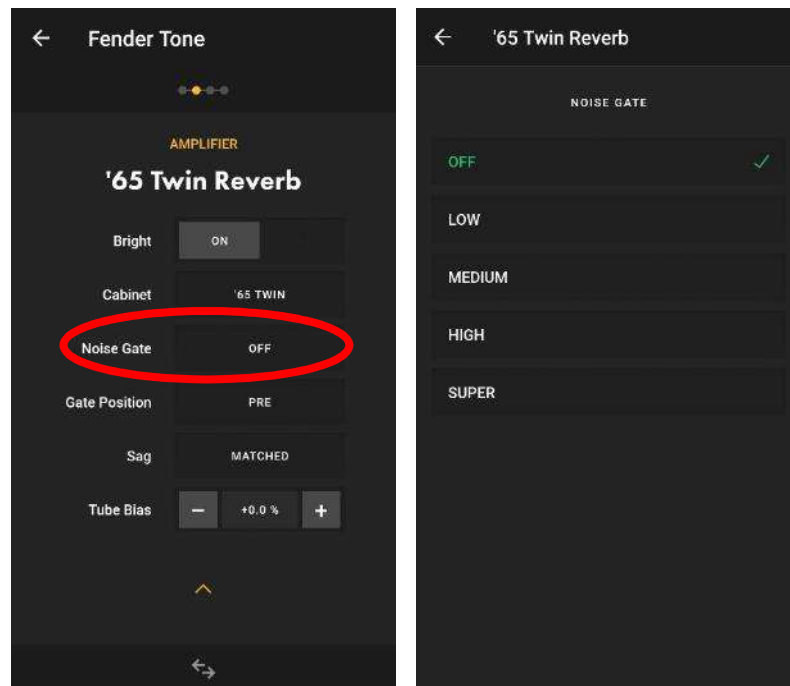 Fender Tone
AMPLIFIER
'65 Twin Reverb
Bright ON
Cabinet '65 TWIN
Noise Gate OFF
Gate Position PRE
Sag MATCHED
Tube Bias − +0.0 % +
'65 Twin Reverb
NOISE GATE
OFF
LOW
MEDIUM
HIGH
SUPER